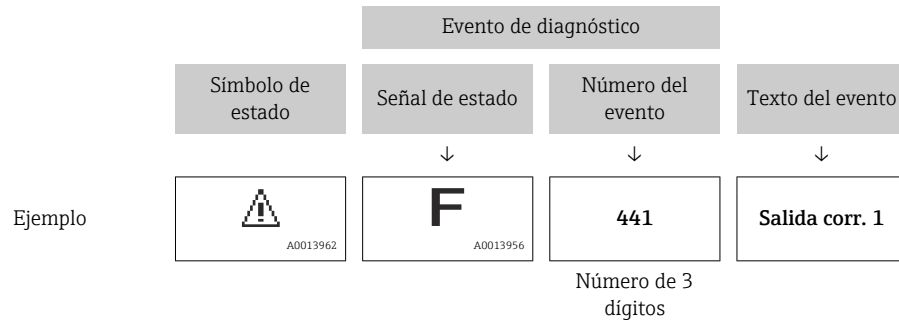 Evento de diagnóstico
Símbolo de
estado
Señal de estado
Número del
evento
Texto del evento
↓
↓
↓
Ejemplo
A0013962
F
A0013956
441
Salida corr. 1
Número de 3
dígitos